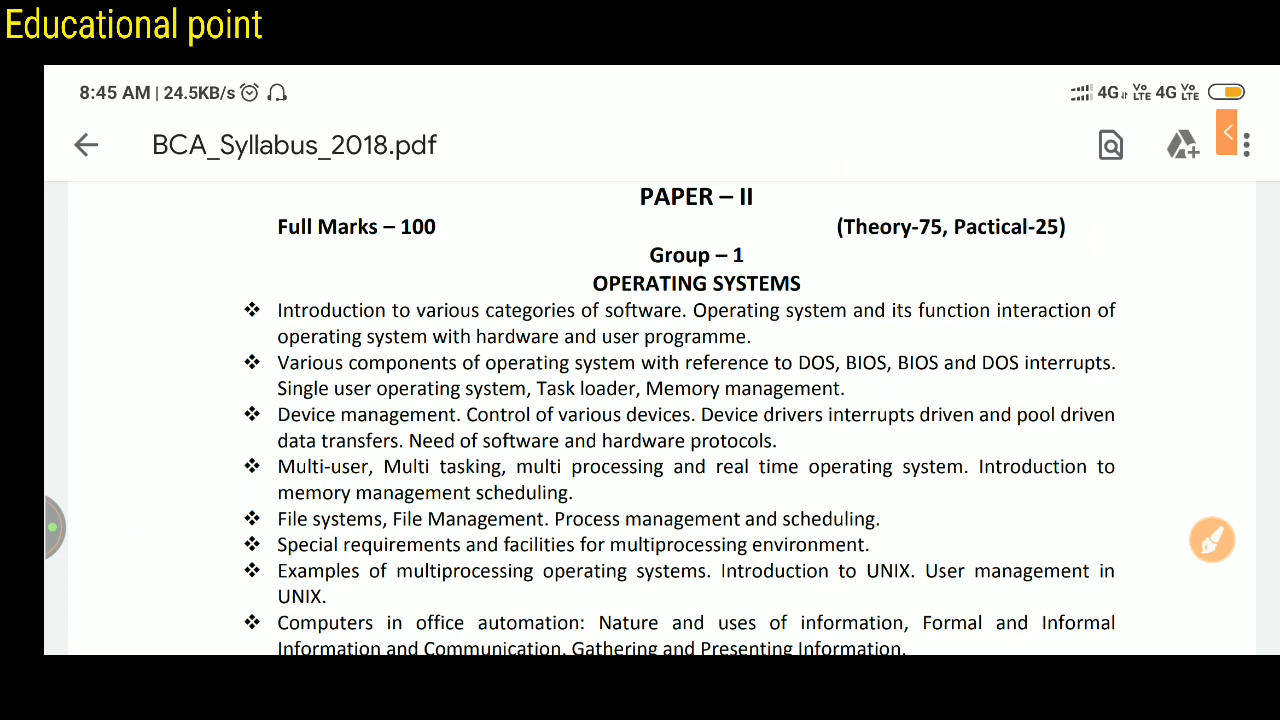 Educational point
8:45 AM | 24.5KB/s
4G Vo LTE 4G Vo LTE
BCA_Syllabus_2018.pdf
PAPER – II
Full Marks – 100 (Theory-75, Pactical-25)
Group – 1
OPERATING SYSTEMS
❖ Introduction to various categories of software. Operating system and its function interaction of
operating system with hardware and user programme.
❖ Various components of operating system with reference to DOS, BIOS, BIOS and DOS interrupts.
Single user operating system, Task loader, Memory management.
❖ Device management. Control of various devices. Device drivers interrupts driven and pool driven
data transfers. Need of software and hardware protocols.
❖ Multi-user, Multi tasking, multi processing and real time operating system. Introduction to
memory management scheduling.
❖ File systems, File Management. Process management and scheduling.
❖ Special requirements and facilities for multiprocessing environment.
❖ Examples of multiprocessing operating systems. Introduction to UNIX. User management in
UNIX.
❖ Computers in office automation: Nature and uses of information, Formal and Informal
Information and Communication. Gathering and Presenting Information.